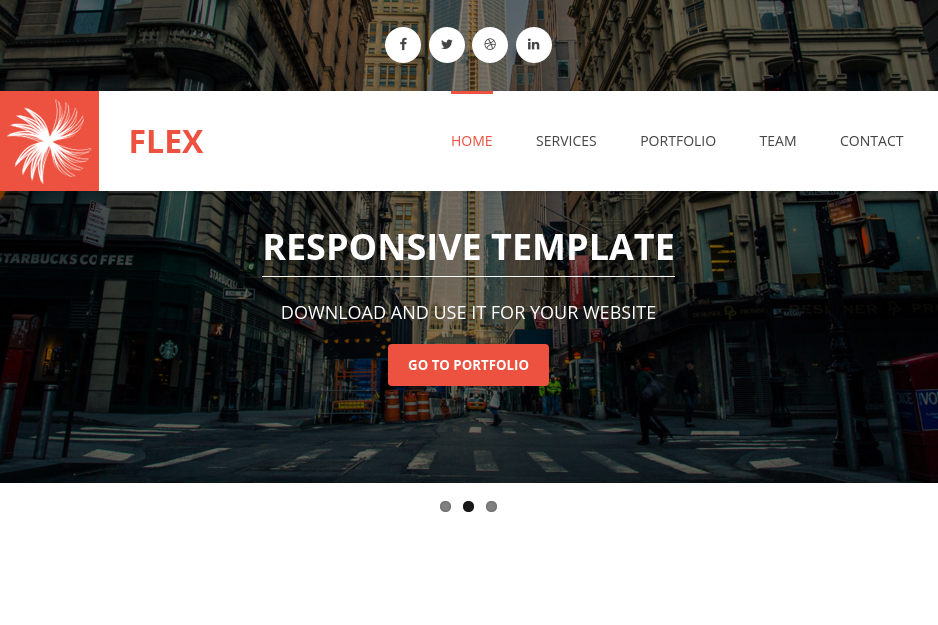 FLEX
HOME SERVICES PORTFOLIO TEAM CONTACT
RESPONSIVE TEMPLATE
STARBUCKS COFFEE
DOWNLOAD AND USE IT FOR YOUR WEBSITE
GO TO PORTFOLIO